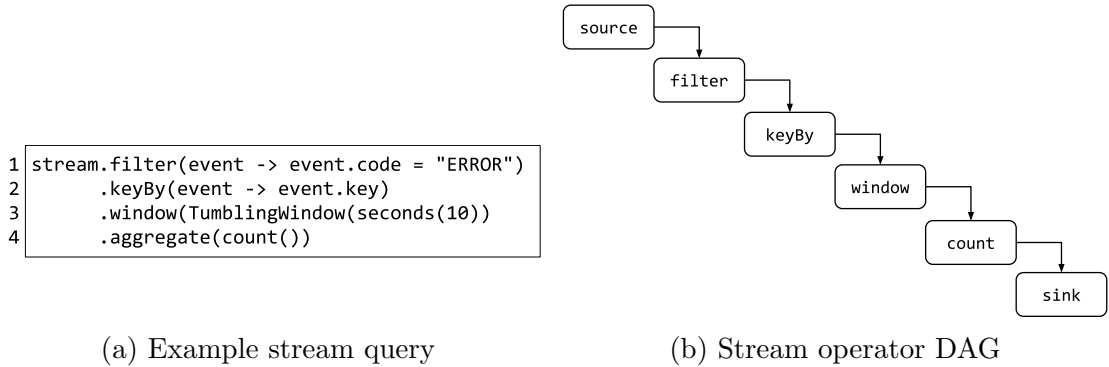 1 stream.filter(event -> event.code = "ERROR")
2 .keyBy(event -> event.key)
3 .window(TumblingWindow(seconds(10))
4 .aggregate(count())
(a) Example stream query
source
filter
keyBy
window
count
sink
(b) Stream operator DAG